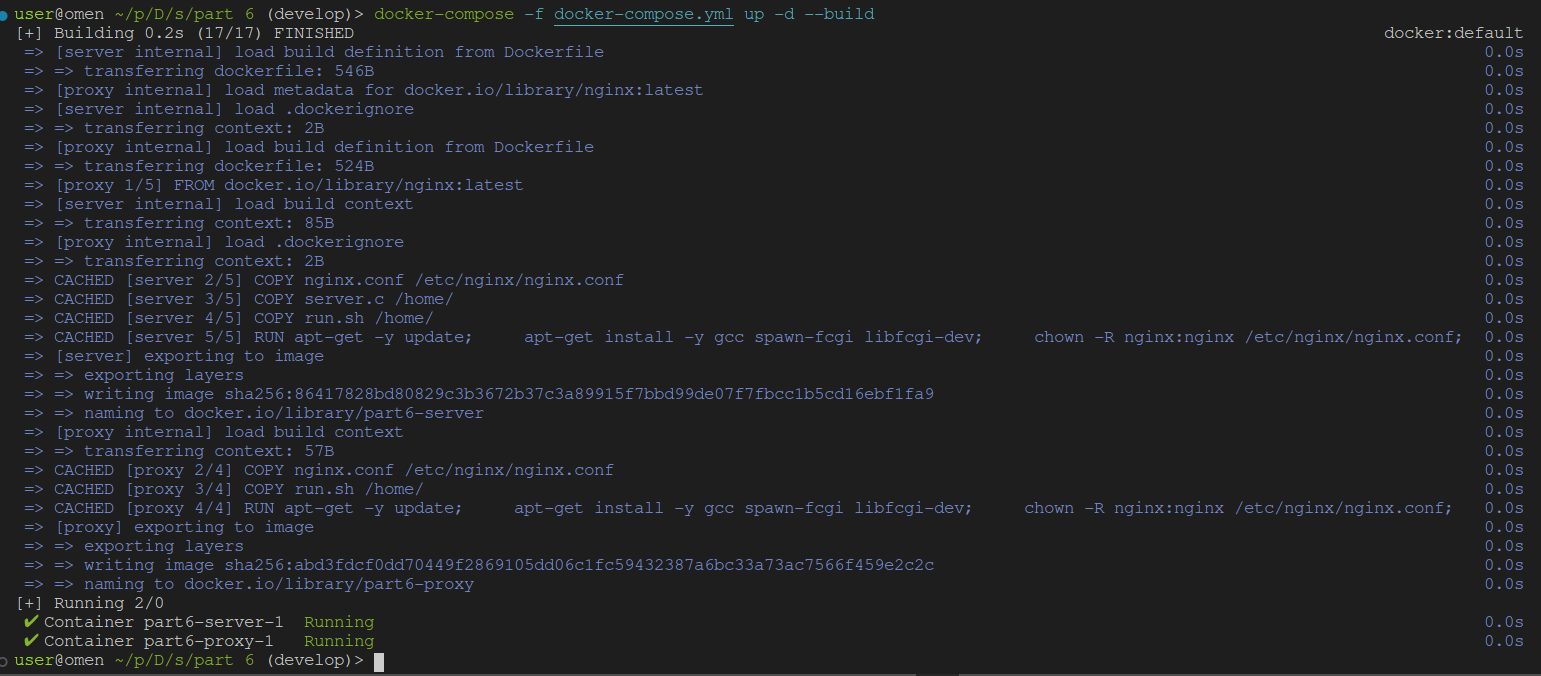 user@omen ~/p/D/s/part 6 (develop)> docker-compose -f docker-compose.yml up -d --build
[+] Building 0.2s (17/17) FINISHED docker:default
=> [server internal] load build definition from Dockerfile 0.0s
=> => transferring dockerfile: 546B 0.0s
=> [proxy internal] load metadata for docker.io/library/nginx:latest 0.0s
=> [server internal] load .dockerignore 0.0s
=> => transferring context: 2B 0.0s
=> [proxy internal] load build definition from Dockerfile 0.0s
=> => transferring dockerfile: 524B 0.0s
=> [proxy 1/5] FROM docker.io/library/nginx:latest 0.0s
=> [server internal] load build context 0.0s
=> => transferring context: 85B 0.0s
=> [proxy internal] load .dockerignore 0.0s
=> => transferring context: 2B 0.0s
=> CACHED [server 2/5] COPY nginx.conf /etc/nginx/nginx.conf 0.0s
=> CACHED [server 3/5] COPY server.c /home/ 0.0s
=> CACHED [server 4/5] COPY run.sh /home/ 0.0s
=> CACHED [server 5/5] RUN apt-get -y update;     apt-get install -y gcc spawn-fcgi libfcgi-dev;     chown -R nginx:nginx /etc/nginx/nginx.conf; 0.0s
=> [server] exporting to image 0.0s
=> => exporting layers 0.0s
=> => writing image sha256:86417828bd80829c3b3672b37c3a89915f7bbd99de07f7fbcc1b5cd16ebf1fa9 0.0s
=> => naming to docker.io/library/part6-server 0.0s
=> [proxy internal] load build context 0.0s
=> => transferring context: 57B 0.0s
=> CACHED [proxy 2/4] COPY nginx.conf /etc/nginx/nginx.conf 0.0s
=> CACHED [proxy 3/4] COPY run.sh /home/ 0.0s
=> CACHED [proxy 4/4] RUN apt-get -y update;     apt-get install -y gcc spawn-fcgi libfcgi-dev;     chown -R nginx:nginx /etc/nginx/nginx.conf; 0.0s
=> [proxy] exporting to image 0.0s
=> => exporting layers 0.0s
=> => writing image sha256:abd3fdcf0dd70449f2869105dd06c1fc59432387a6bc33a73ac7566f459e2c2c 0.0s
=> => naming to docker.io/library/part6-proxy 0.0s
[+] Running 2/0
✔ Container part6-server-1  Running 0.0s
✔ Container part6-proxy-1   Running 0.0s
user@omen ~/p/D/s/part 6 (develop)>